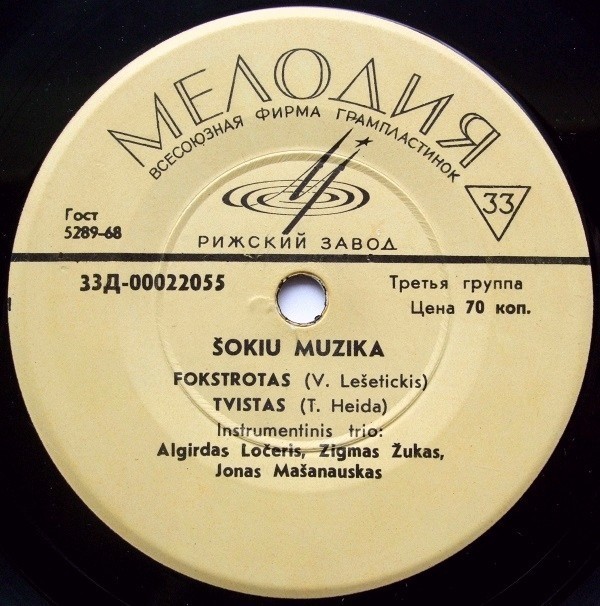 МЕЛОДИЯ
ВСЕСОЮЗНАЯ ФИРМА ГРАМПЛАСТИНОК
33
Гост
5289-68
РИЖСКИЙ ЗАВОД
33Д-00022055
Третья группа
Цена 70 коп.
ŠOKIU MUZIKA
FOKSTROTAS (V. Lešetickis)
TVISTAS (T. Heida)
Instrumentinis trio:
Algirdas Ločeris, Zigmas Žukas,
Jonas Mašanauskas